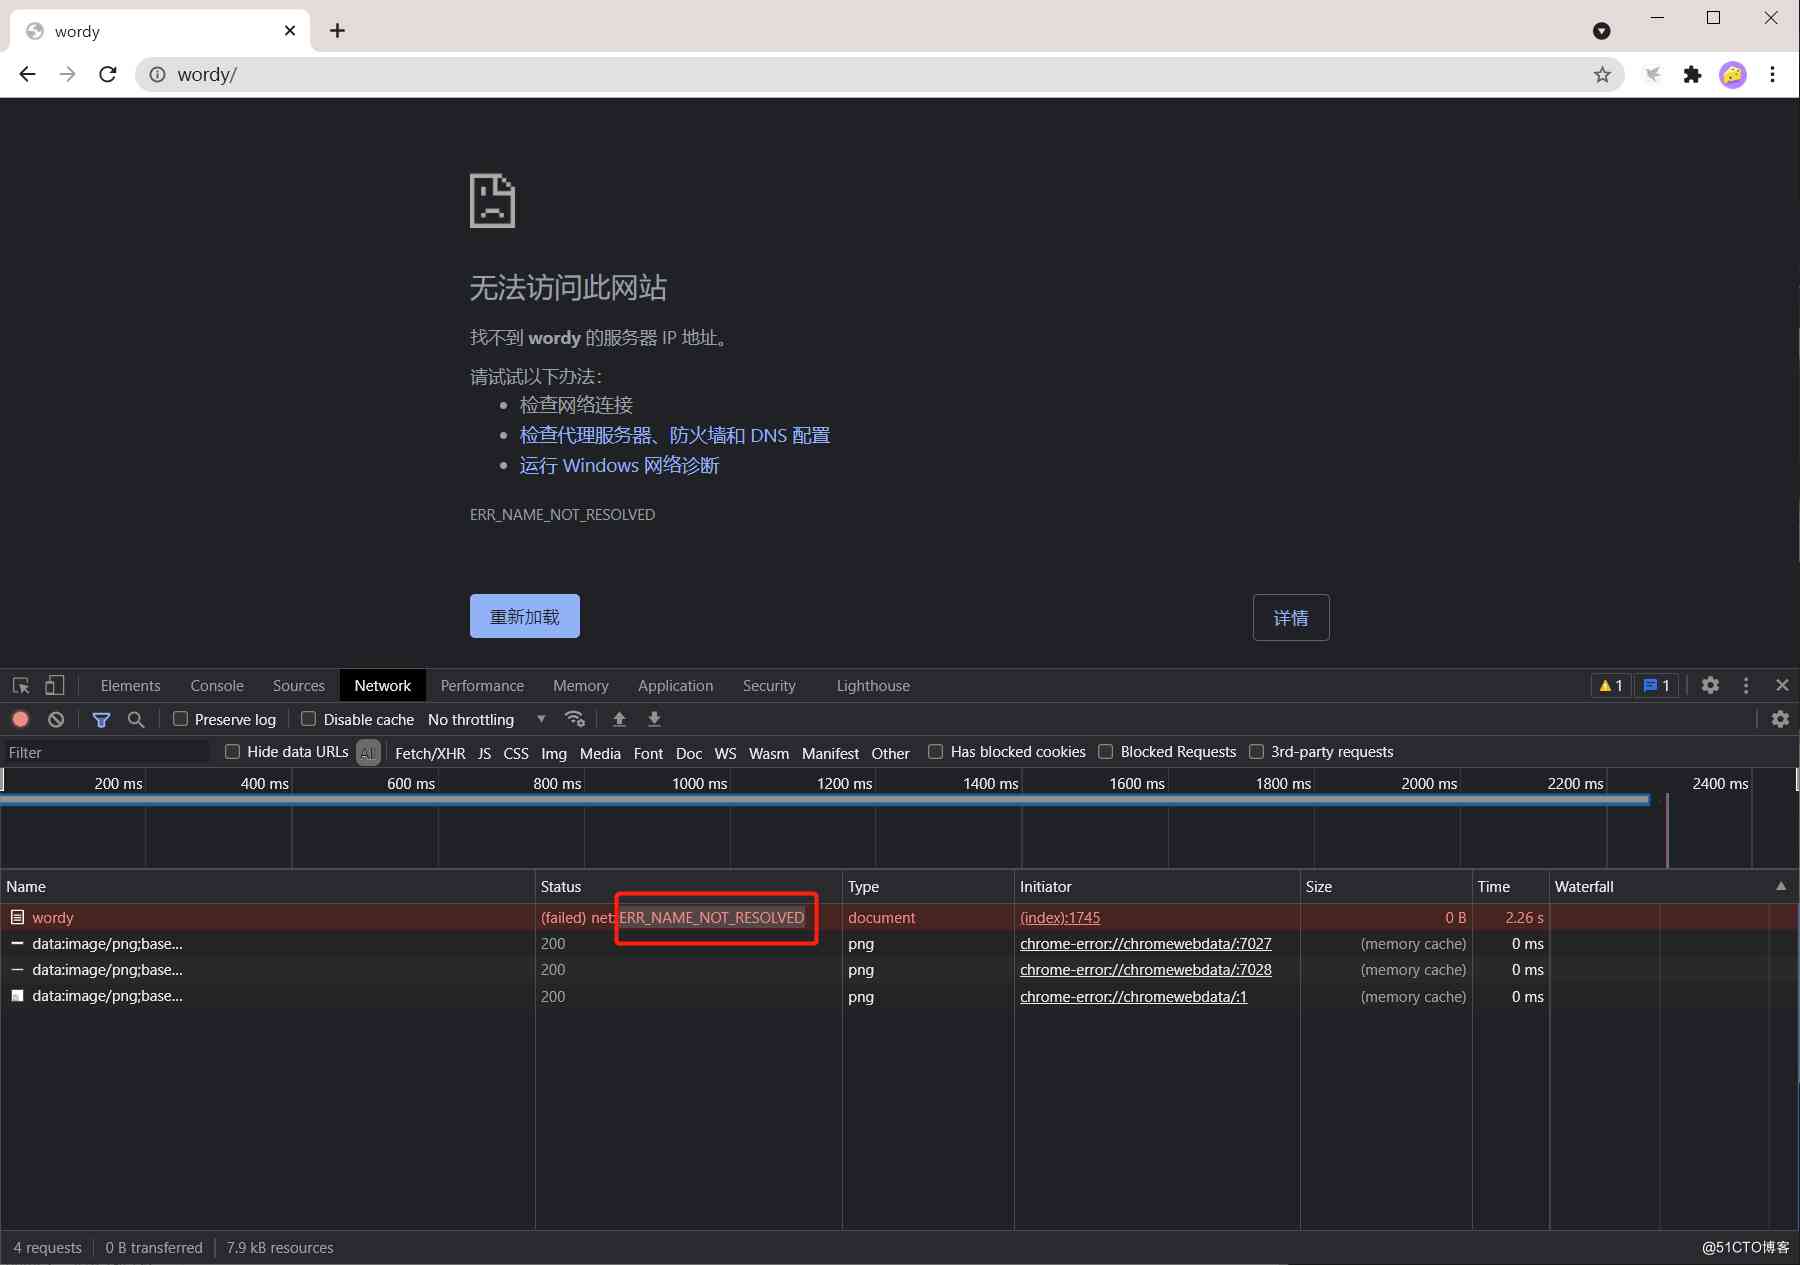 wordy
wordy/
无法访问此网站
找不到 wordy 的服务器 IP 地址。
请试试以下办法：
检查网络连接
检查代理服务器、防火墙和 DNS 配置
运行 Windows 网络诊断
ERR_NAME_NOT_RESOLVED
重新加载 详情
Elements Console Sources Network Performance Memory Application Security Lighthouse 1 1
Preserve log Disable cache No throttling
Filter Hide data URLs All Fetch/XHR JS CSS Img Media Font Doc WS Wasm Manifest Other Has blocked cookies Blocked Requests 3rd-party requests
200 ms 400 ms 600 ms 800 ms 1000 ms 1200 ms 1400 ms 1600 ms 1800 ms 2000 ms 2200 ms 2400 ms
Name Status Type Initiator Size Time Waterfall
wordy (failed) net::ERR_NAME_NOT_RESOLVED document (index):1745 0 B 2.26 s
data:image/png;base... 200 png chrome-error://chromewebdata/:7027 (memory cache) 0 ms
data:image/png;base... 200 png chrome-error://chromewebdata/:7028 (memory cache) 0 ms
data:image/png;base... 200 png chrome-error://chromewebdata/:1 (memory cache) 0 ms
4 requests 0 B transferred 7.9 kB resources
@51CTO博客